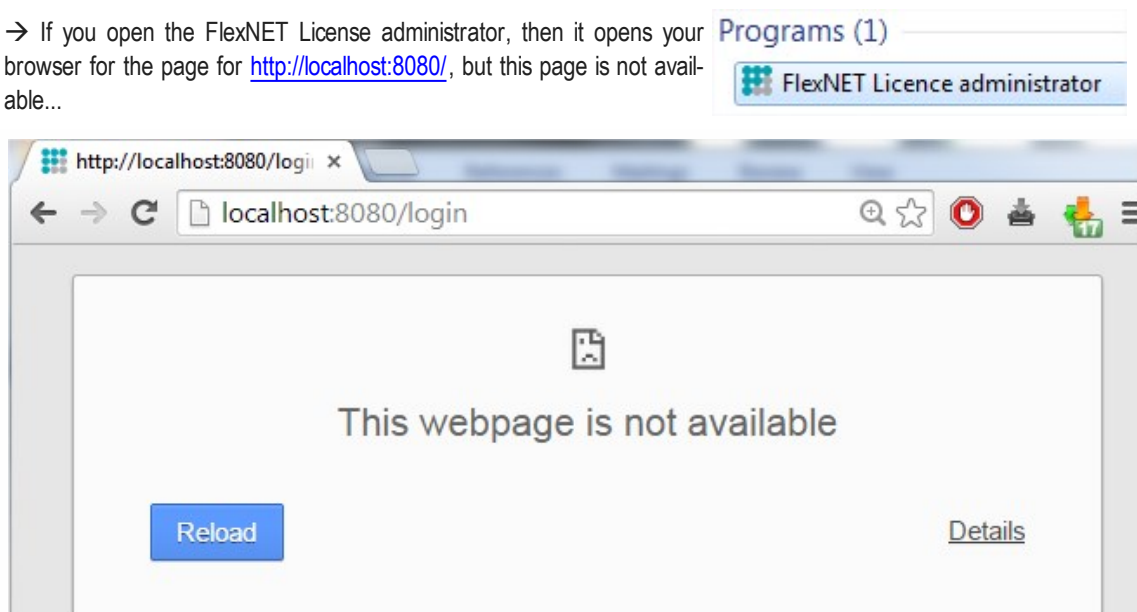 → If you open the FlexNET License administrator, then it opens your
browser for the page for http://localhost:8080/, but this page is not avail-
able...
Programs (1)
FlexNET Licence administrator
http://localhost:8080/logi
localhost:8080/login
17
This webpage is not available
Reload
Details